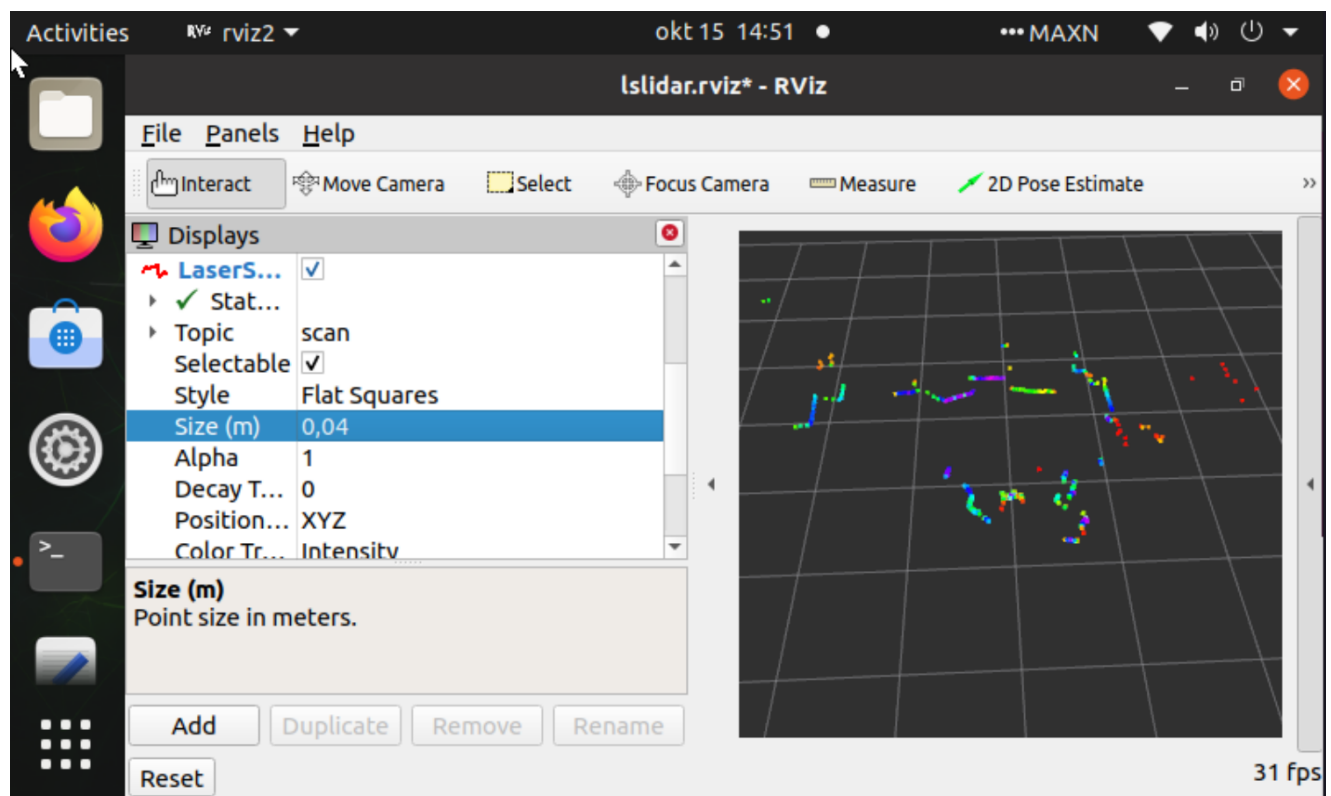 Activities RViz rviz2 okt 15 14:51 MAXN
lslidar.rviz* - RViz
File Panels Help
Interact Move Camera Select Focus Camera Measure 2D Pose Estimate »
Displays
LaserS...
Stat...
Topic scan
Selectable
Style Flat Squares
Size (m) 0,04
Alpha 1
Decay T... 0
Position... XYZ
Color Tr... Intensity
Size (m)
Point size in meters.
Add Duplicate Remove Rename
Reset 31 fps